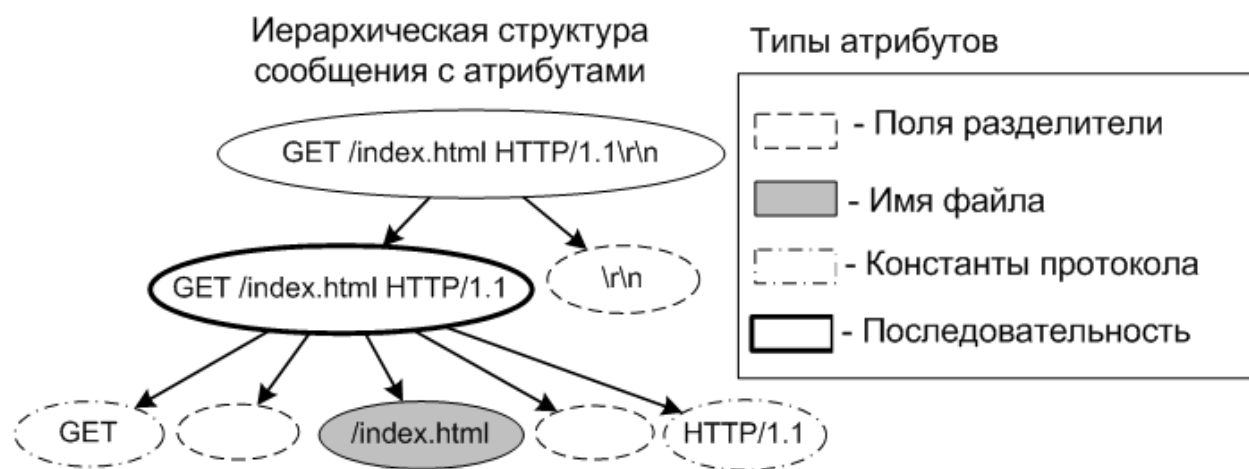 Иерархическая структура
сообщения с атрибутами
GET /index.html HTTP/1.1\r\n
GET /index.html HTTP/1.1
\r\n
GET
/index.html
HTTP/1.1
Типы атрибутов
- Поля разделители
- Имя файла
- Константы протокола
- Последовательность